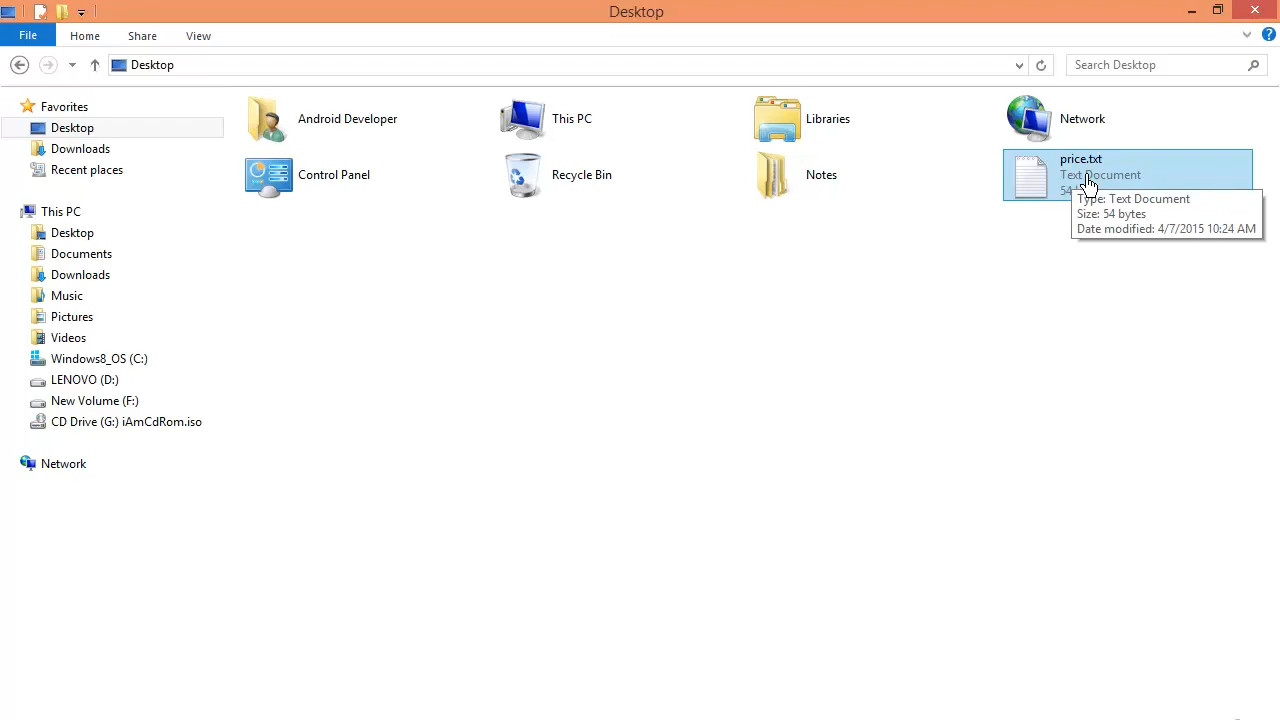 Desktop
File
Home
Share
View
Desktop
Search Desktop
Favorites
Desktop
Downloads
Recent places
This PC
Desktop
Documents
Downloads
Music
Pictures
Videos
Windows8_OS (C:)
LENOVO (D:)
New Volume (F:)
CD Drive (G:) iAmCdRom.iso
Network
Android Developer
This PC
Libraries
Network
Control Panel
Recycle Bin
Notes
price.txt
Text Document
54
Type: Text Document
Size: 54 bytes
Date modified: 4/7/2015 10:24 AM